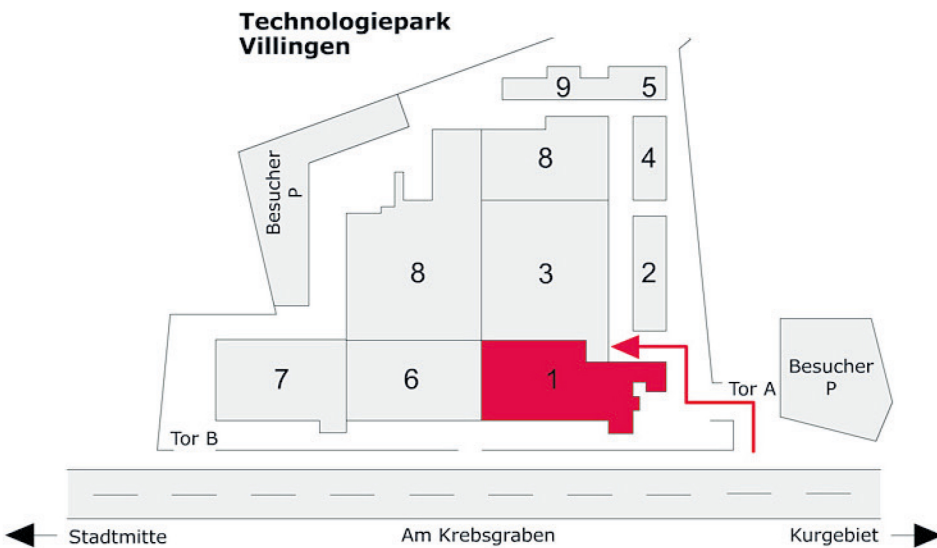 Technologiepark
Villingen
9
5
8
4
Besucher
P
8
3
2
7
6
1
Tor A
Besucher
P
Tor B
Stadtmitte
Am Krebsgraben
Kurgebiet